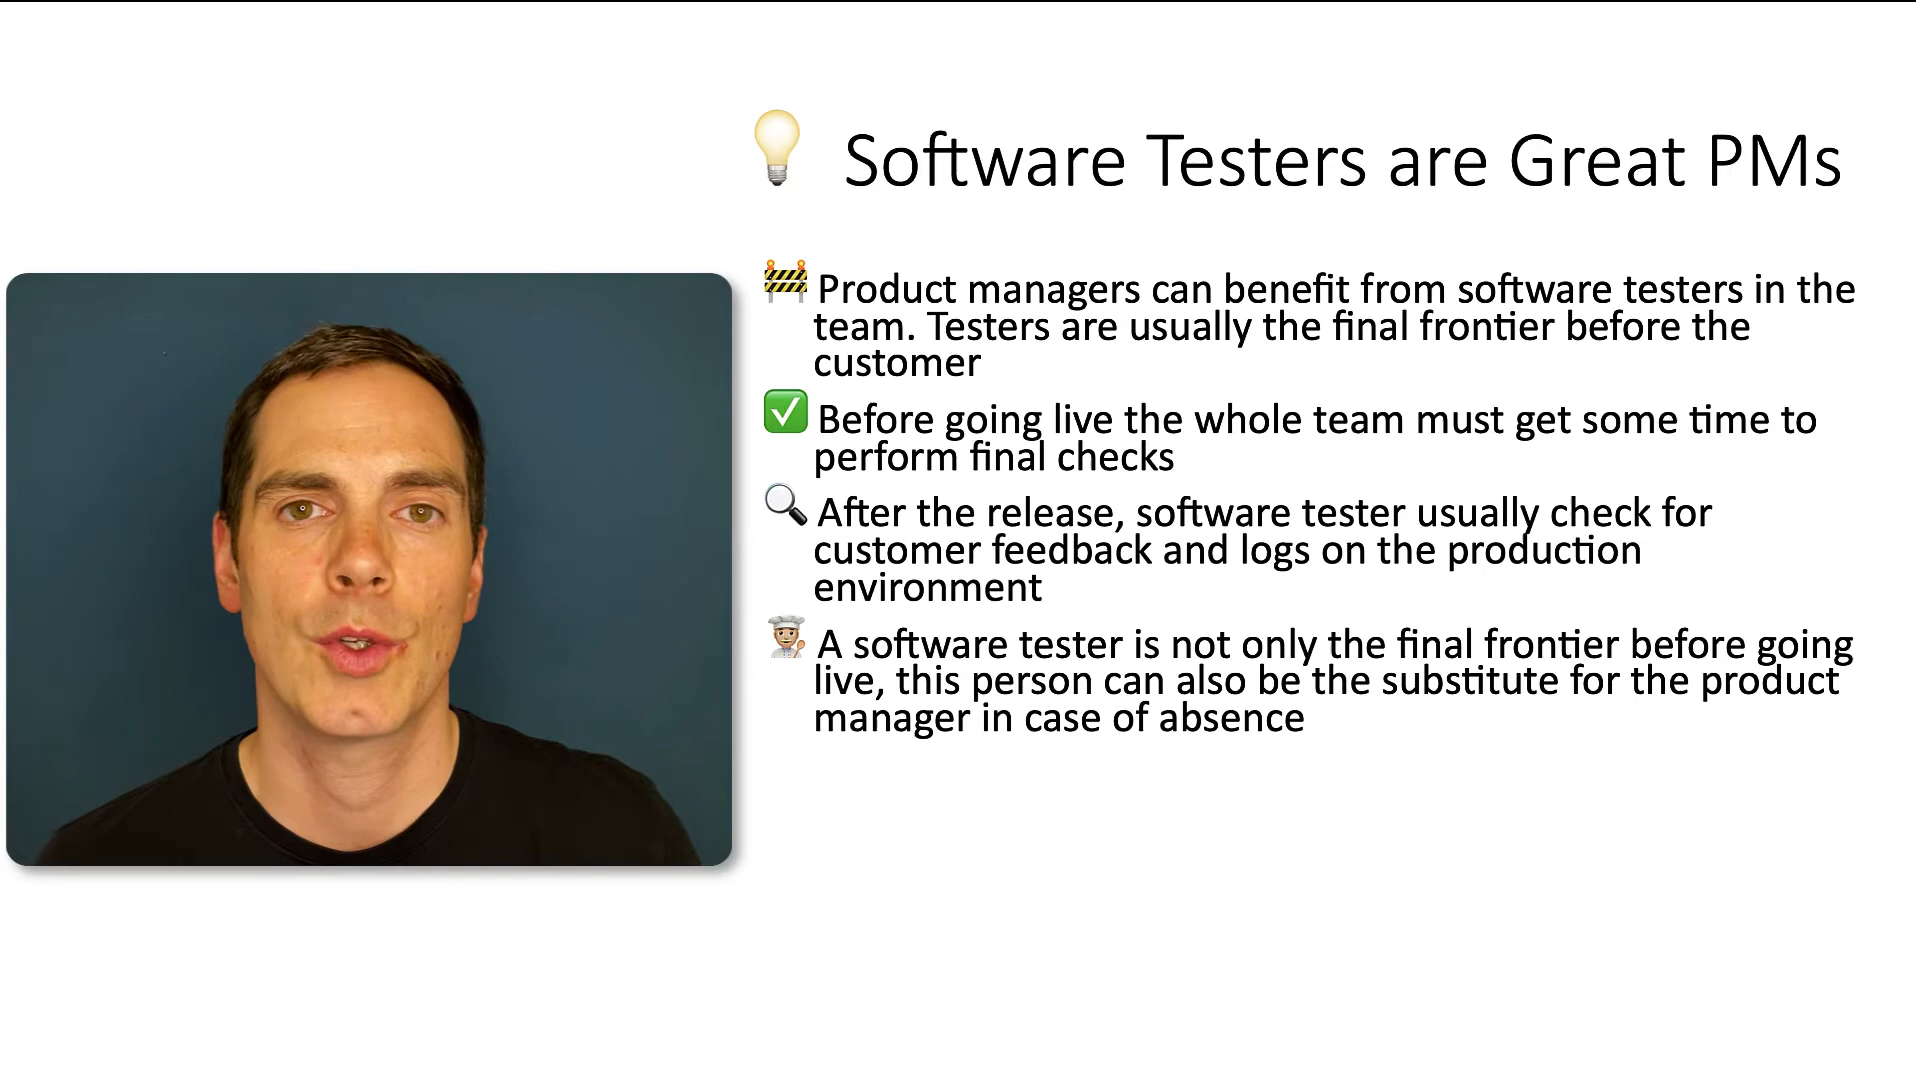 Software Testers are Great PMs
Product managers can benefit from software testers in the
team. Testers are usually the final frontier before the
customer
Before going live the whole team must get some time to
perform final checks
After the release, software tester usually check for
customer feedback and logs on the production
environment
A software tester is not only the final frontier before going
live, this person can also be the substitute for the product
manager in case of absence